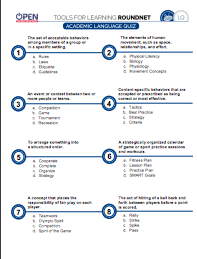 OPEN
TOOLS FOR LEARNING ROUNDNET
ACADEMIC LANGUAGE QUIZ
1
The set of acceptable behaviors
among members of a group or
in a specific setting.
a. Rules
b. Laws
c. Etiquette
d. Guidelines
2
The elements of human
movement, such as space,
relationships, and effort.
a. Physical Literacy
b. Biology
c. Physiology
d. Movement Concepts
3
An event or contest between two or
more people or teams.
a. Competition
b. Game
c. Tournament
d. Recreation
4
Content-specific behaviors that are
accepted or prescribed as being
correct or most effective.
a. Tactics
b. Best Practice
c. Strategy
d. Criteria
5
To arrange something into
a structured order.
a. Cooperate
b. Complete
c. Organize
d. Strategy
6
A strategically organized calendar
of game or sport practice sessions
and workouts.
a. Fitness Plan
b. Lesson Plan
c. Practice Plan
d. SMART Goals
7
A concept that places the
responsibility of fair play on each
player.
a. Teamwork
b. Olympic Spirit
c. Competition
d. Spirit of the Game
8
The act of hitting of a ball back and
forth between players before a point
is scored.
a. Rally
b. Strike
c. Spike
d. Pass